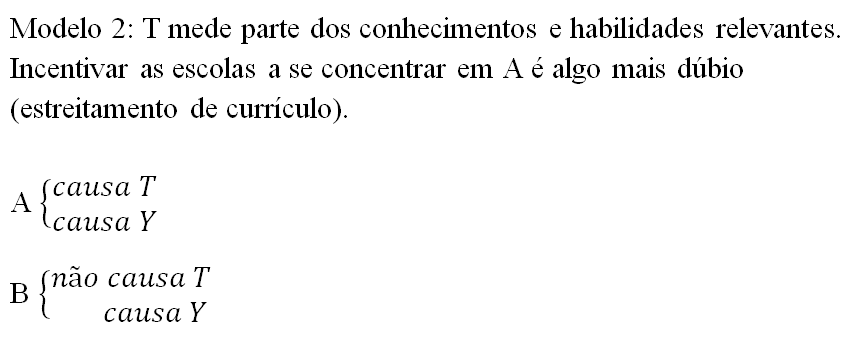 Modelo 2: T mede parte dos conhecimentos e habilidades relevantes.
Incentivar as escolas a se concentrar em A é algo mais dúbio
(estreitamento de currículo).
A { causa T
causa Y
B { não causa T
causa Y